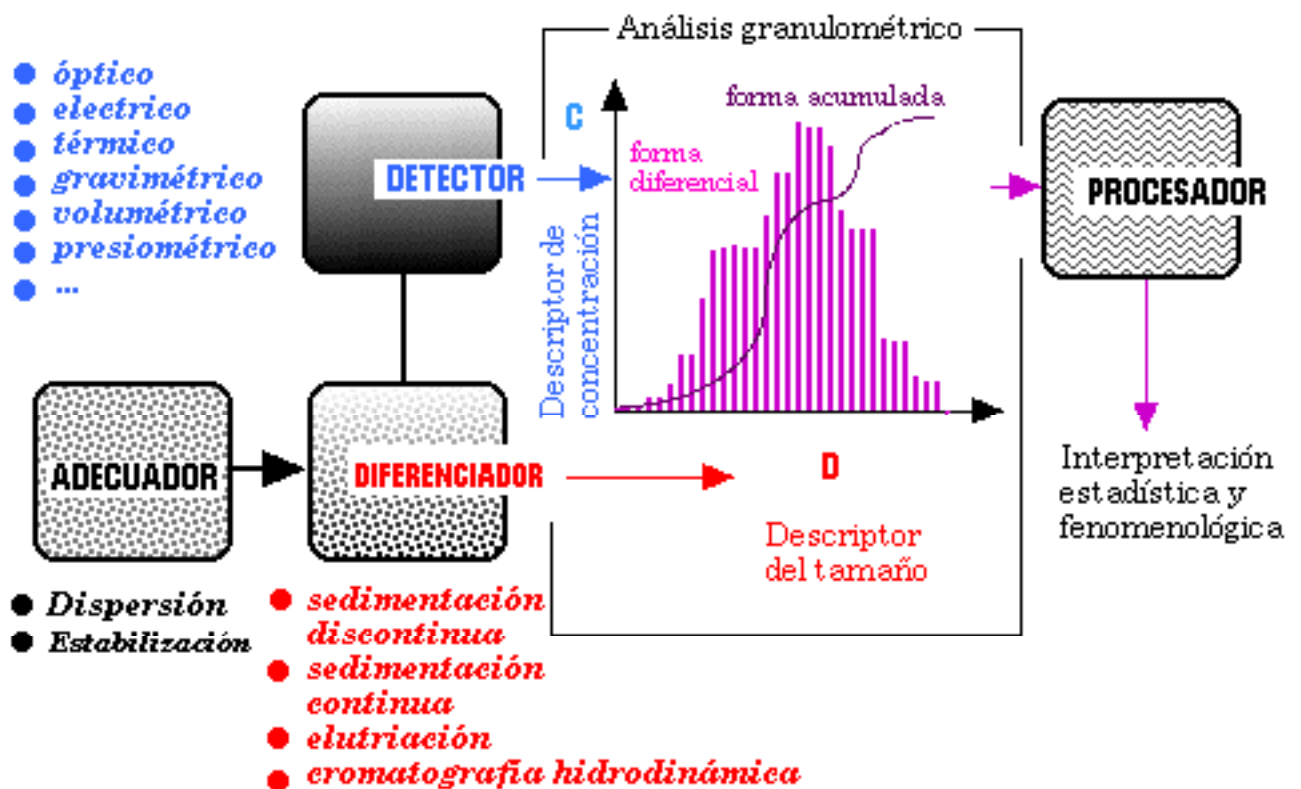 Análisis granulométrico
óptico
electrico
térmico
gravimétrico
volumétrico
presiométrico
...
DETECTOR
C
forma acumulada
forma
diferencial
Descriptor de
concentración
PROCESADOR
ADECUADOR
DIFERENCIADOR
D
Descriptor
del tamaño
Interpretación
estadística y
fenomenológica
Dispersión
Estabilización
sedimentación
discontinua
sedimentación
continua
elutriación
cromatografía hidrodinámica